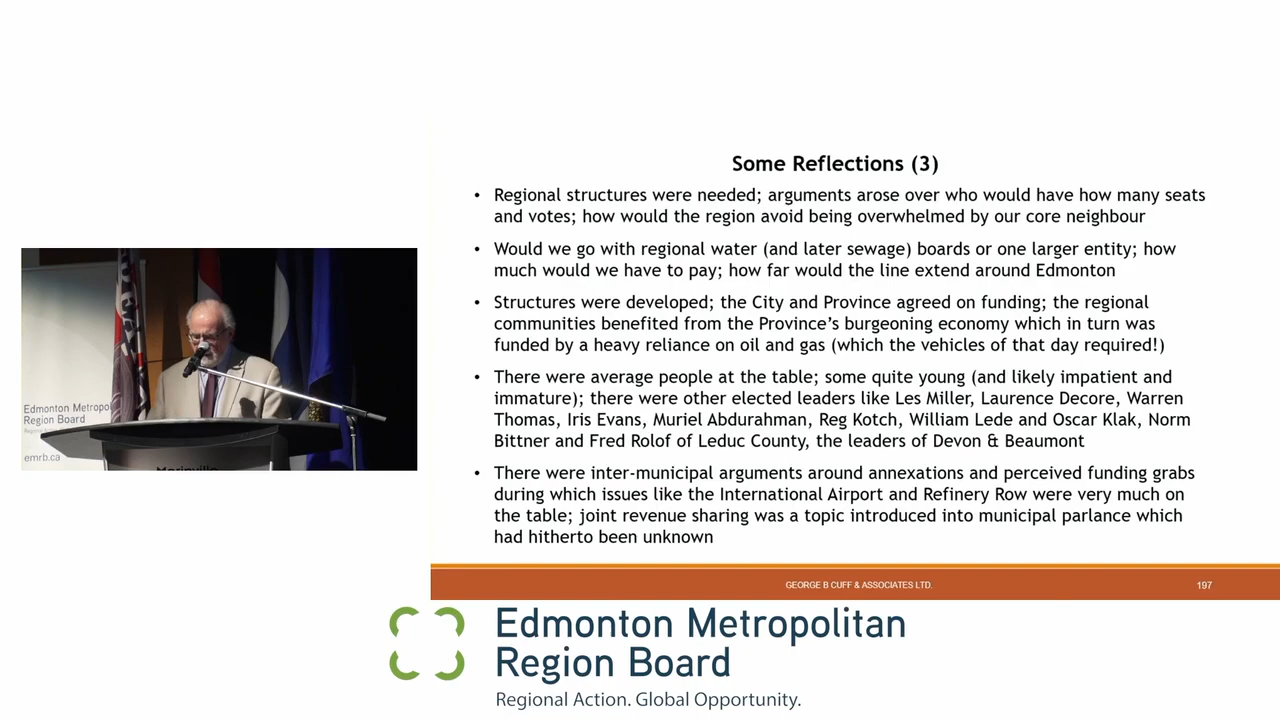 Some Reflections (3)
• Regional structures were needed; arguments arose over who would have how many seats
and votes; how would the region avoid being overwhelmed by our core neighbour
• Would we go with regional water (and later sewage) boards or one larger entity; how
much would we have to pay; how far would the line extend around Edmonton
• Structures were developed; the City and Province agreed on funding; the regional
communities benefited from the Province's burgeoning economy which in turn was
funded by a heavy reliance on oil and gas (which the vehicles of that day required!)
• There were average people at the table; some quite young (and likely impatient and
immature); there were other elected leaders like Les Miller, Laurence Decore, Warren
Thomas, Iris Evans, Muriel Abdurahman, Reg Kotch, William Lede and Oscar Klak, Norm
Bittner and Fred Rolof of Leduc County, the leaders of Devon & Beaumont
• There were inter-municipal arguments around annexations and perceived funding grabs
during which issues like the International Airport and Refinery Row were very much on
the table; joint revenue sharing was a topic introduced into municipal parlance which
had hitherto been unknown
GEORGE B CUFF & ASSOCIATES LTD.
197
Edmonton Metropol
Region Board
emrb.ca
Morinville
Edmonton Metropolitan
Region Board
Regional Action. Global Opportunity.